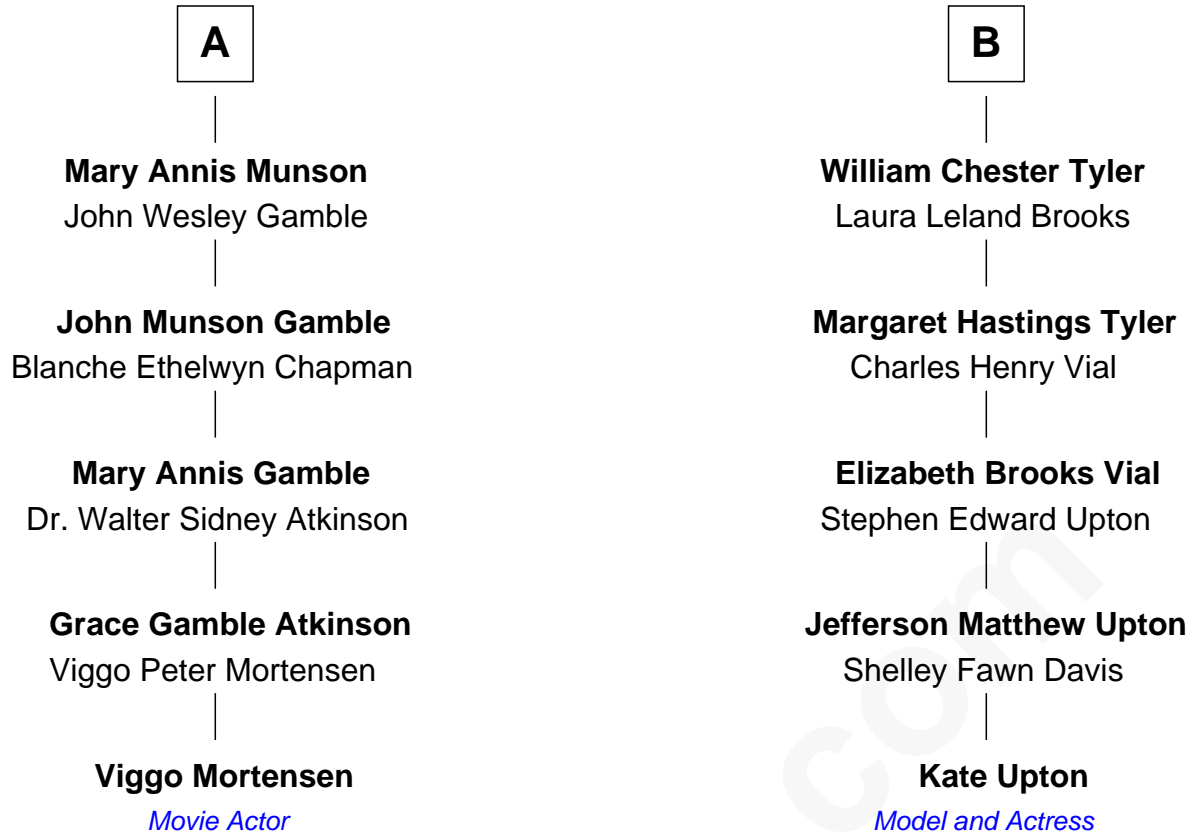 A
Mary Annis Munson
John Wesley Gamble
John Munson Gamble
Blanche Ethelwyn Chapman
Mary Annis Gamble
Dr. Walter Sidney Atkinson
Grace Gamble Atkinson
Viggo Peter Mortensen
Viggo Mortensen
Movie Actor
B
William Chester Tyler
Laura Leland Brooks
Margaret Hastings Tyler
Charles Henry Vial
Elizabeth Brooks Vial
Stephen Edward Upton
Jefferson Matthew Upton
Shelley Fawn Davis
Kate Upton
Model and Actress
com